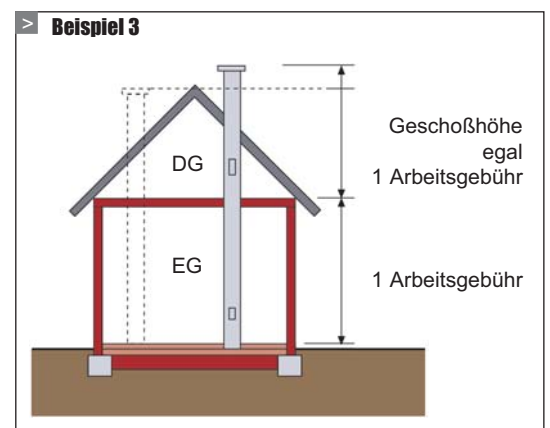 > Beispiel 3
Geschoßhöhe
egal
1 Arbeitsgebühr
DG
EG
1 Arbeitsgebühr